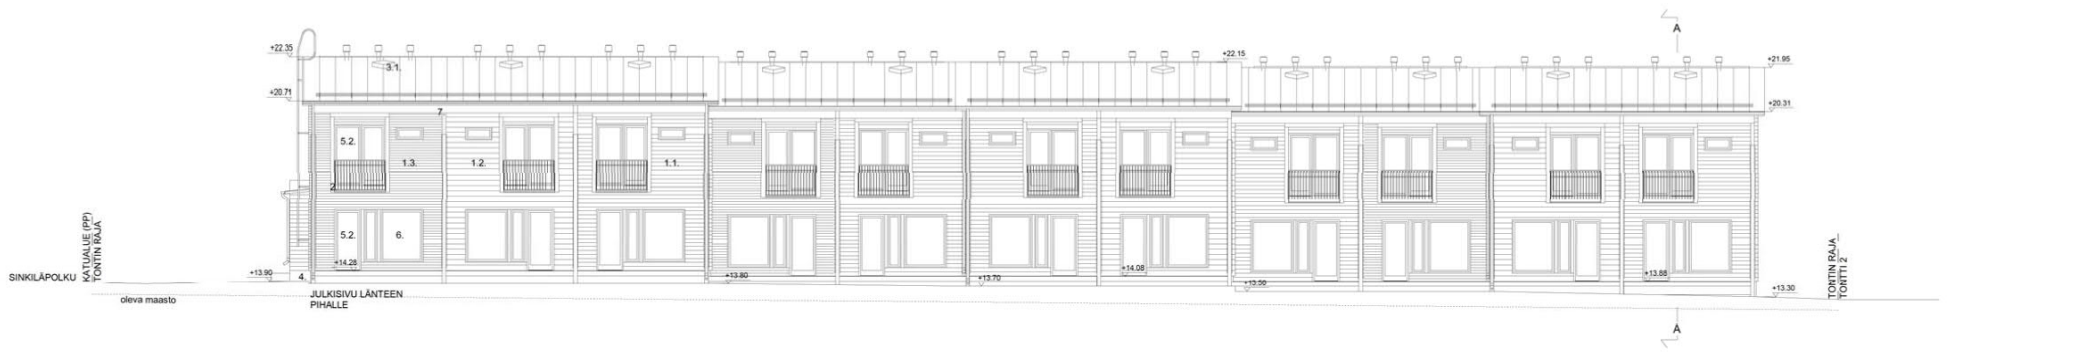 A
+22.35
3.1.
+22.15
+21.95
+20.71
+20.31
7.
5.2.
1.3.
1.2.
1.1.
2.
5.2.
6.
+14.28
+14.08
+13.88
SINKILÄPOLKU
KATUALUE (PP)
TONTIN RAJA
+13.90
4.
+13.80
+13.70
+13.50
+13.30
TONTIN RAJA
TONTTI 2
oleva maasto
JULKISIVU LÄNTEEN
PIHALLE
A